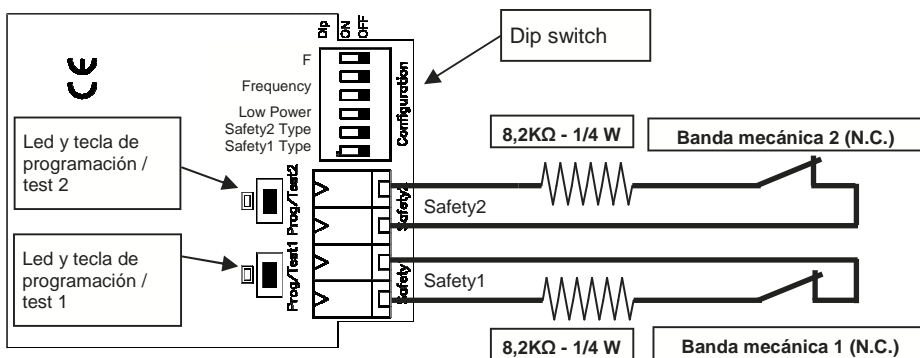 Dip
ON
OFF
Dip switch
CE
F
Frequency
Low Power
Safety2 Type
Safety1 Type
Configuration
Led y tecla de
programación /
test 2
8,2KΩ - 1/4 W
Banda mecánica 2 (N.C.)
Prog/Test2
Safety2
Safety2
Led y tecla de
programación /
test 1
Prog/Test1
Safety
Safety1
8,2KΩ - 1/4 W
Banda mecánica 1 (N.C.)